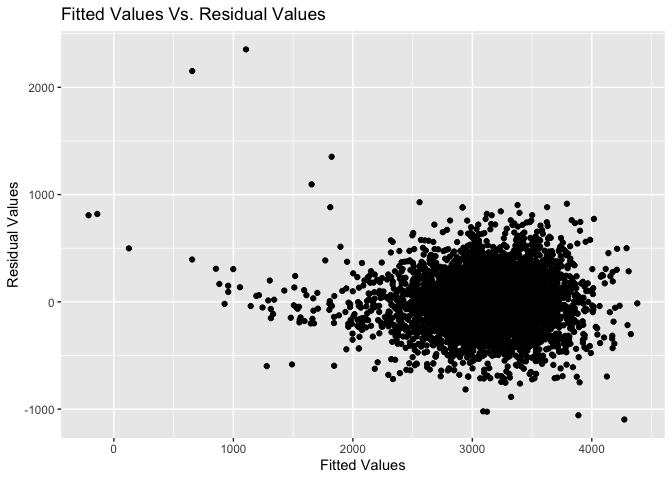 Fitted Values Vs. Residual Values
Residual Values
2000
1000
0
-1000
0 1000 2000 3000 4000
Fitted Values